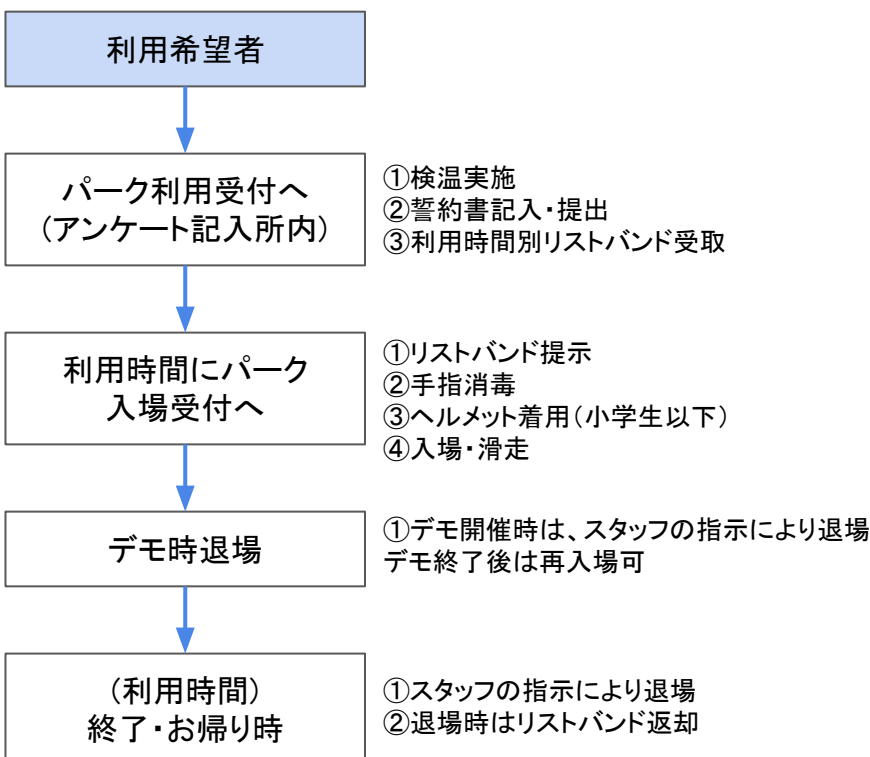 利用希望者
パーク利用受付へ
(アンケート記入所内)
①検温実施
②誓約書記入・提出
③利用時間別リストバンド受取
利用時間にパーク
入場受付へ
①リストバンド提示
②手指消毒
③ヘルメット着用(小学生以下)
④入場・滑走
デモ時退場
①デモ開催時は、スタッフの指示により退場
デモ終了後は再入場可
(利用時間)
終了・お帰り時
①スタッフの指示により退場
②退場時はリストバンド返却